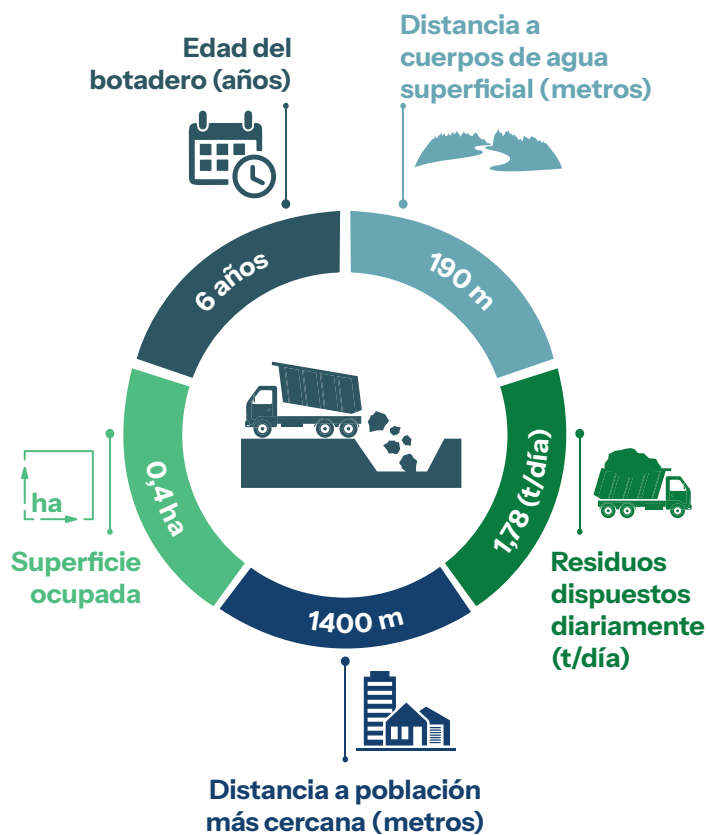 Edad del
botadero (años)
Distancia a
cuerpos de agua
superficial (metros)
6 años
190 m
0,4 ha
1,78 (t/día)
1400 m
ha
Superficie
ocupada
Residuos
dispuestos
diariamente
(t/día)
Distancia a población
más cercana (metros)